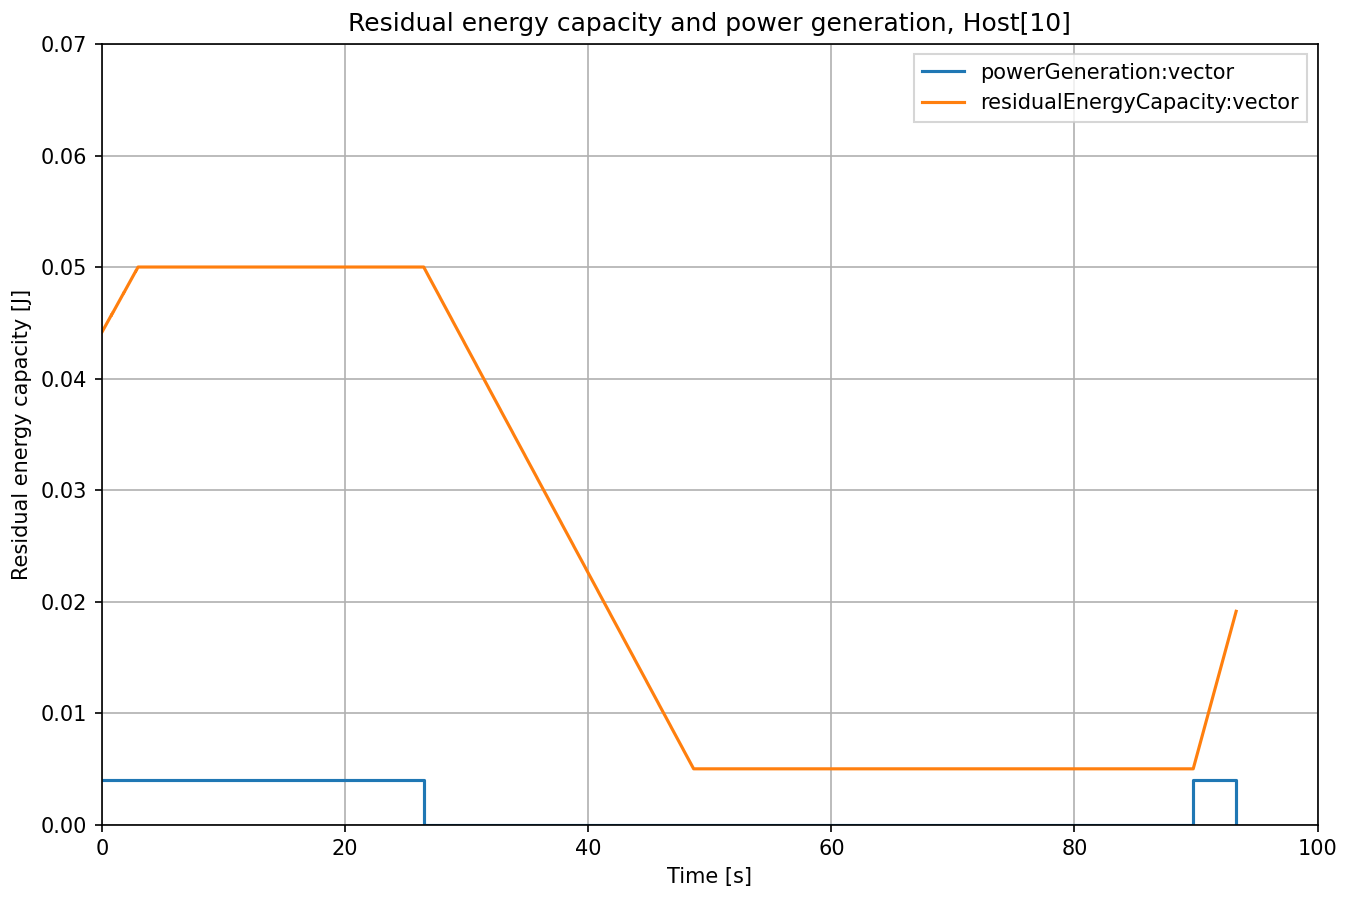 Residual energy capacity and power generation, Host[10]
powerGeneration:vector
residualEnergyCapacity:vector
Residual energy capacity [J]
0.07
0.06
0.05
0.04
0.03
0.02
0.01
0.00
0 20 40 60 80 100
Time [s]